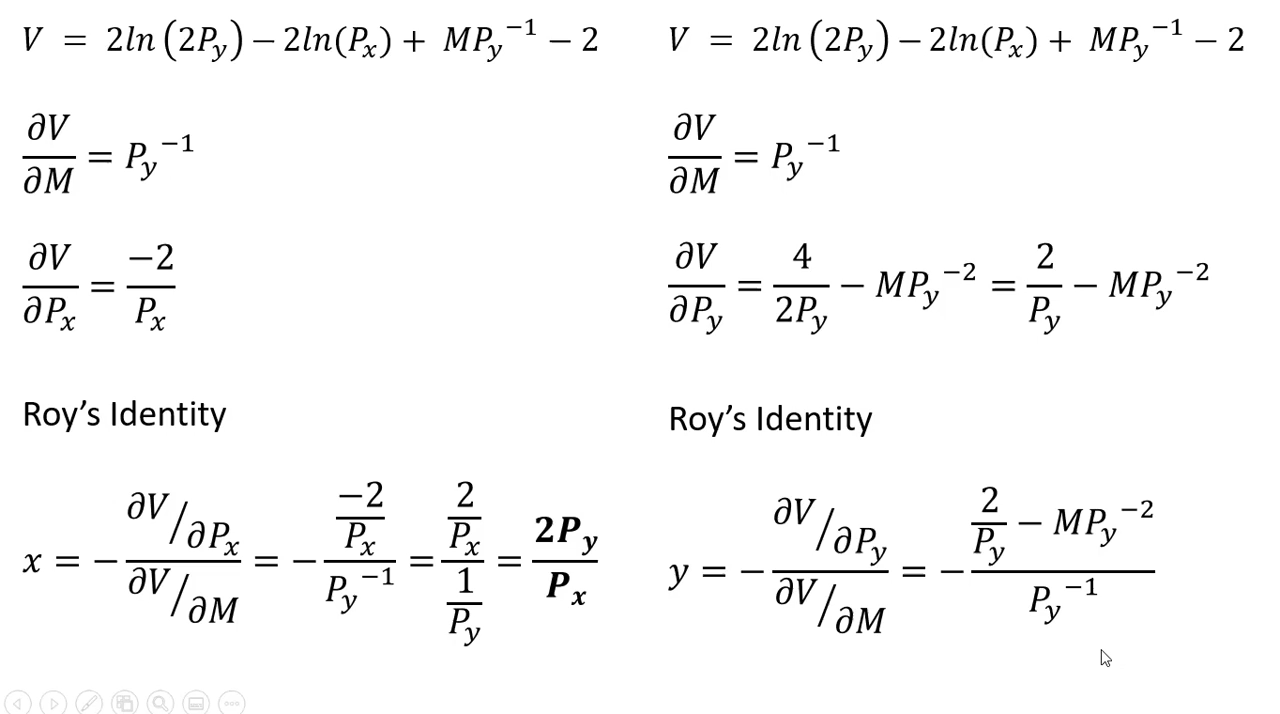 V = 2ln(2P_y) − 2ln(P_x) + MP_y^−1 − 2
∂V/∂M = P_y^−1
∂V/∂P_x = −2/P_x
Roy's Identity
x = − (∂V/∂P_x)/(∂V/∂M) = − (−2/P_x)/(P_y^−1) = (2/P_x)/(1/P_y) = 2P_y/P_x
V = 2ln(2P_y) − 2ln(P_x) + MP_y^−1 − 2
∂V/∂M = P_y^−1
∂V/∂P_y = 4/(2P_y) − MP_y^−2 = 2/P_y − MP_y^−2
Roy's Identity
y = − (∂V/∂P_y)/(∂V/∂M) = − (2/P_y − MP_y^−2)/(P_y^−1)